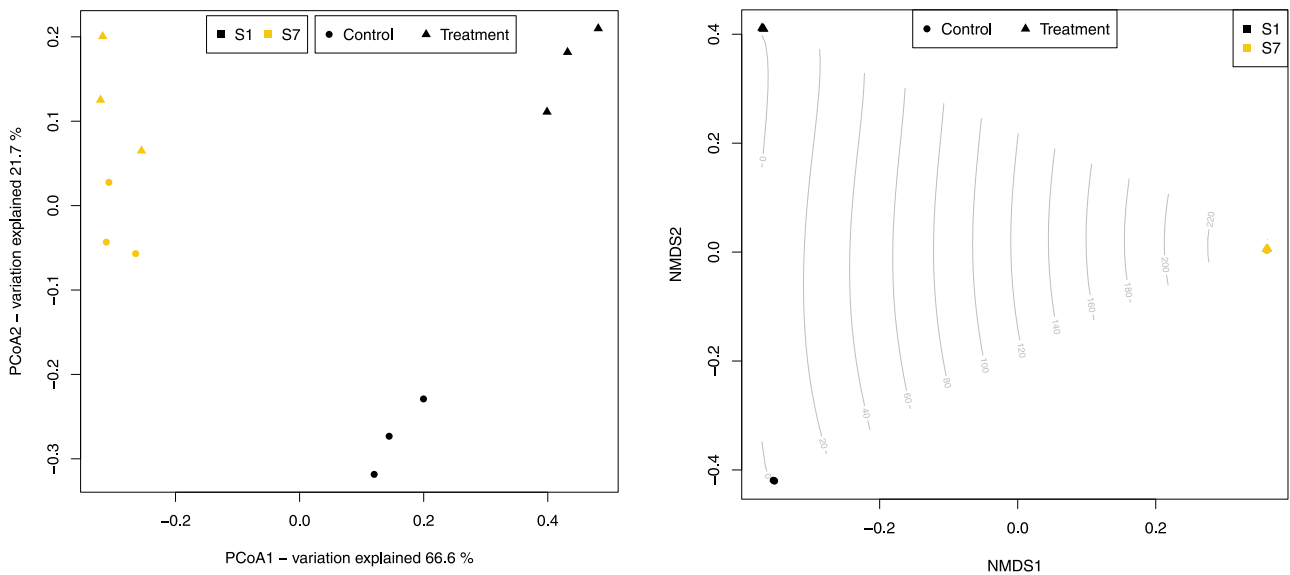 S1 S7 Control Treatment
0.2
0.1
0.0
−0.1
−0.2
−0.3
PCoA2 − variation explained 21.7 %
−0.2 0.0 0.2 0.4
PCoA1 − variation explained 66.6 %
Control Treatment
S1
S7
0.4
0.2
0.0
−0.2
−0.4
NMDS2
0
0
20
40
60
80
100
120
140
160
180
200
220
−0.2 0.0 0.2
NMDS1